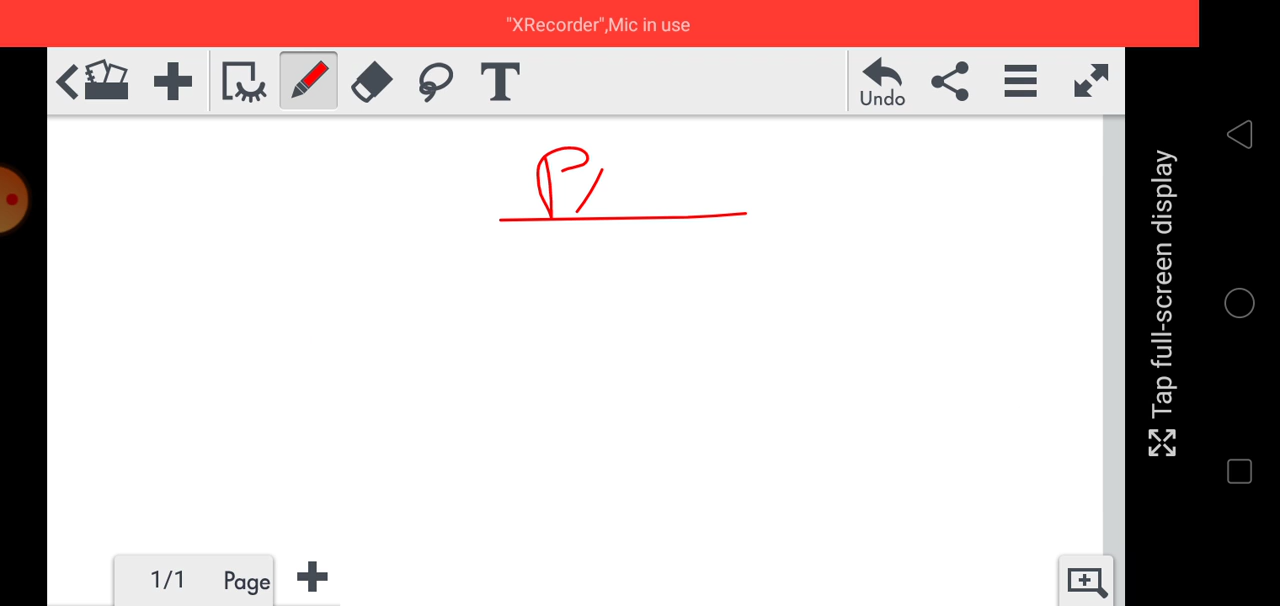 "XRecorder",Mic in use
Undo
P/
1/1 Page
Tap full-screen display